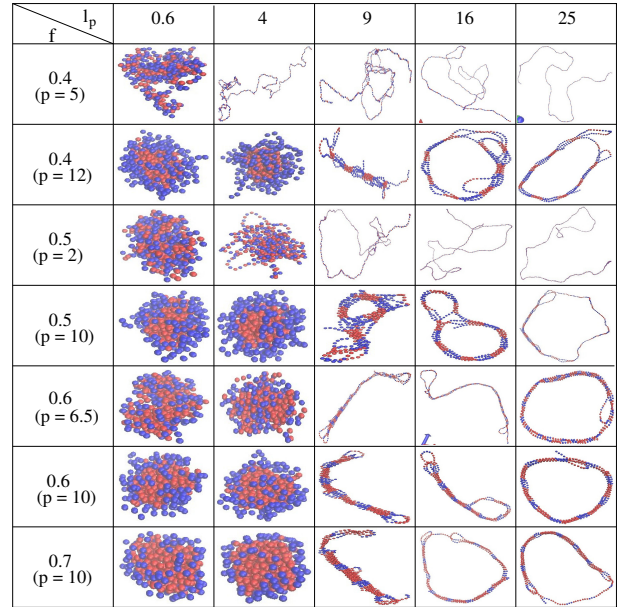 l_p
f
0.6 4 9 16 25
0.4
(p = 5)
0.4
(p = 12)
0.5
(p = 2)
0.5
(p = 10)
0.6
(p = 6.5)
0.6
(p = 10)
0.7
(p = 10)